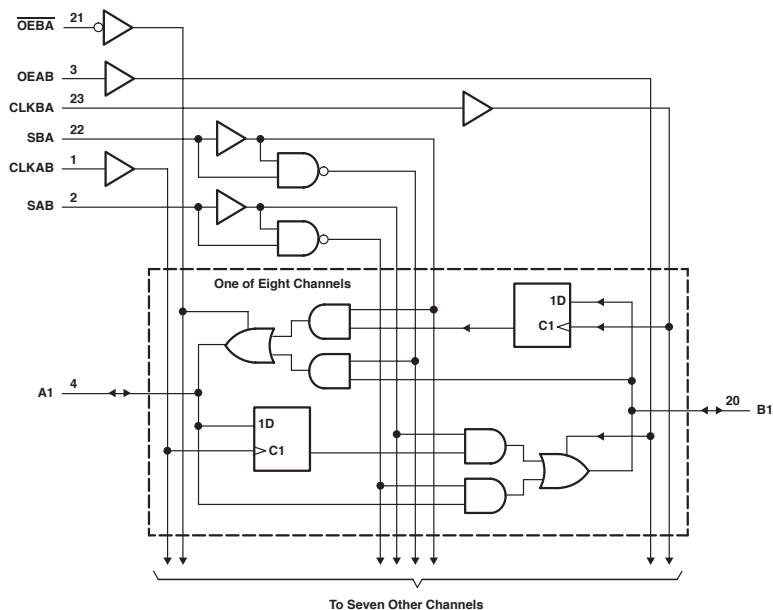 OEBA 21
OEAB 3
CLKBA 23
SBA 22
CLKAB 1
SAB 2
One of Eight Channels
1D
C1
A1 4
20 B1
1D
C1
To Seven Other Channels